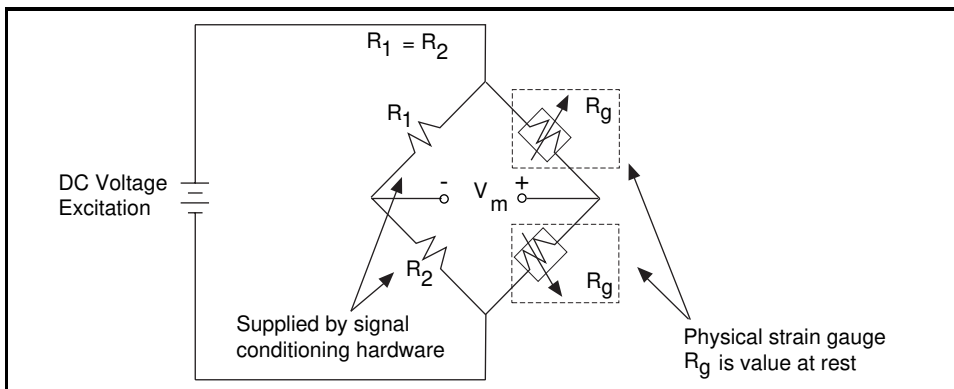 R1 = R2
R1
Rg
DC Voltage
Excitation
-
Vm
+
R2
Rg
Supplied by signal
conditioning hardware
Physical strain gauge
Rg is value at rest